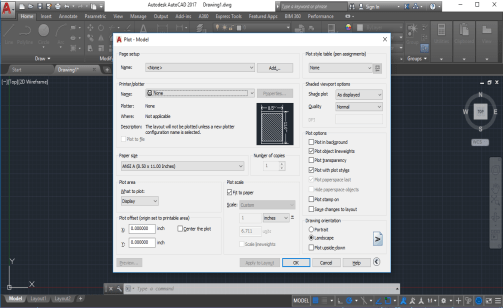 Autodesk AutoCAD 2017 Drawing1.dwg
Type a keyword or phrase
Sign In
Home Insert Annotate Parametric View Manage Output Add-ins A360 Express Tools Featured Apps BIM 360 Performance
Start Drawing1*
[-][Top][2D Wireframe]
Plot - Model
Page setup
Name: <None> Add...
Printer/plotter
Name: None Properties...
Plotter: None
Where: Not applicable
Description: The layout will not be plotted unless a new plotter configuration name is selected.
Plot to file
8.5''
11.0''
Paper size
ANSI A (8.50 x 11.00 Inches)
Number of copies
1
Plot area
What to plot:
Display
Plot offset (origin set to printable area)
X: 0.000000 inch Center the plot
Y: 0.000000 inch
Plot scale
Fit to paper
Scale: Custom
1 inches =
Scale lineweights
Plot style table (pen assignments)
None
Shaded viewport options
Shade plot As displayed
Quality Normal
DPI
Plot options
Plot in background
Plot object lineweights
Plot transparency
Plot with plot styles
Plot paperspace last
Hide paperspace objects
Plot stamp on
Save changes to layout
Drawing orientation
Portrait
Landscape
Plot upside-down
Preview... Apply to Layout OK Cancel Help
N
W TOP E
S
WCS
Y
X
Type a command
Model Layout1 Layout2
MODEL
1:1